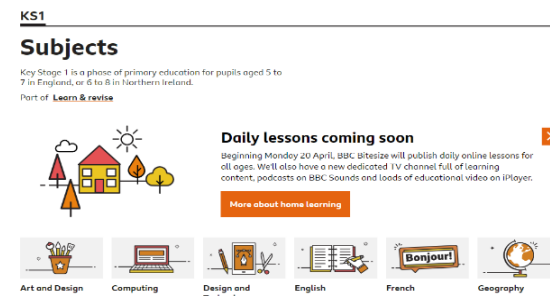 KS1
Subjects
Key Stage 1 is a phase of primary education for pupils aged 5 to
7 in England, or 6 to 8 in Northern Ireland.
Part of Learn & revise
Daily lessons coming soon
Beginning Monday 20 April, BBC Bitesize will publish daily online lessons for
all ages. We'll also have a new dedicated TV channel full of learning
content, podcasts on BBC Sounds and loads of educational video on iPlayer.
More about home learning
Bonjour!
Art and Design
Computing
Design and
English
French
Geography